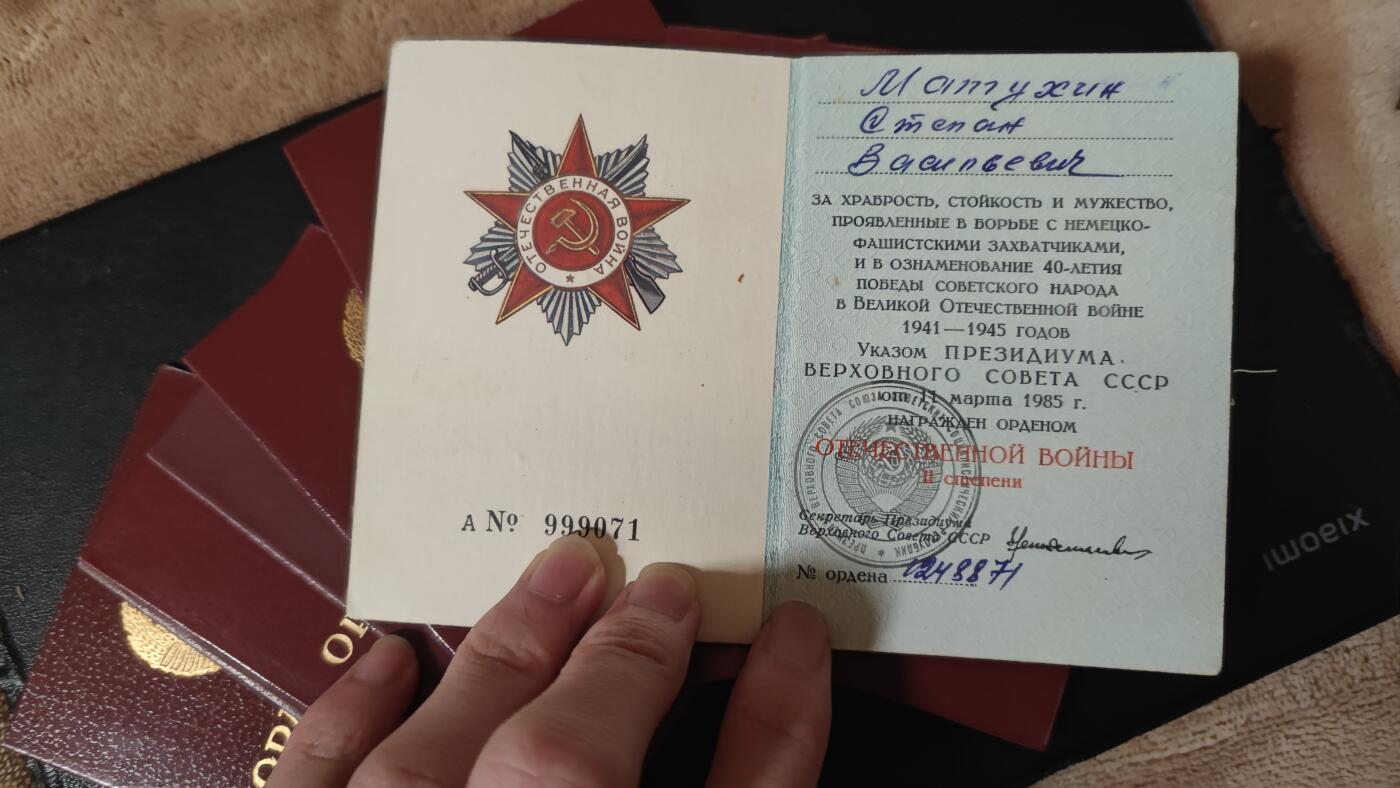 ОТЕЧЕСТВЕННАЯ ВОЙНА
А № 999071
Матухин
Степан
Васильевич
ЗА ХРАБРОСТЬ, СТОЙКОСТЬ И МУЖЕСТВО,
ПРОЯВЛЕННЫЕ В БОРЬБЕ С НЕМЕЦКО-
ФАШИСТСКИМИ ЗАХВАТЧИКАМИ,
И В ОЗНАМЕНОВАНИЕ 40-ЛЕТИЯ
ПОБЕДЫ СОВЕТСКОГО НАРОДА
В ВЕЛИКОЙ ОТЕЧЕСТВЕННОЙ ВОЙНЕ
1941—1945 ГОДОВ
УКАЗОМ ПРЕЗИДИУМА
ВЕРХОВНОГО СОВЕТА СССР
от 11 марта 1985 г.
НАГРАЖДЕН ОРДЕНОМ
ОТЕЧЕСТВЕННОЙ ВОЙНЫ
II степени
Секретарь Президиума
Верховного Совета СССР
№ ордена
xiaomi